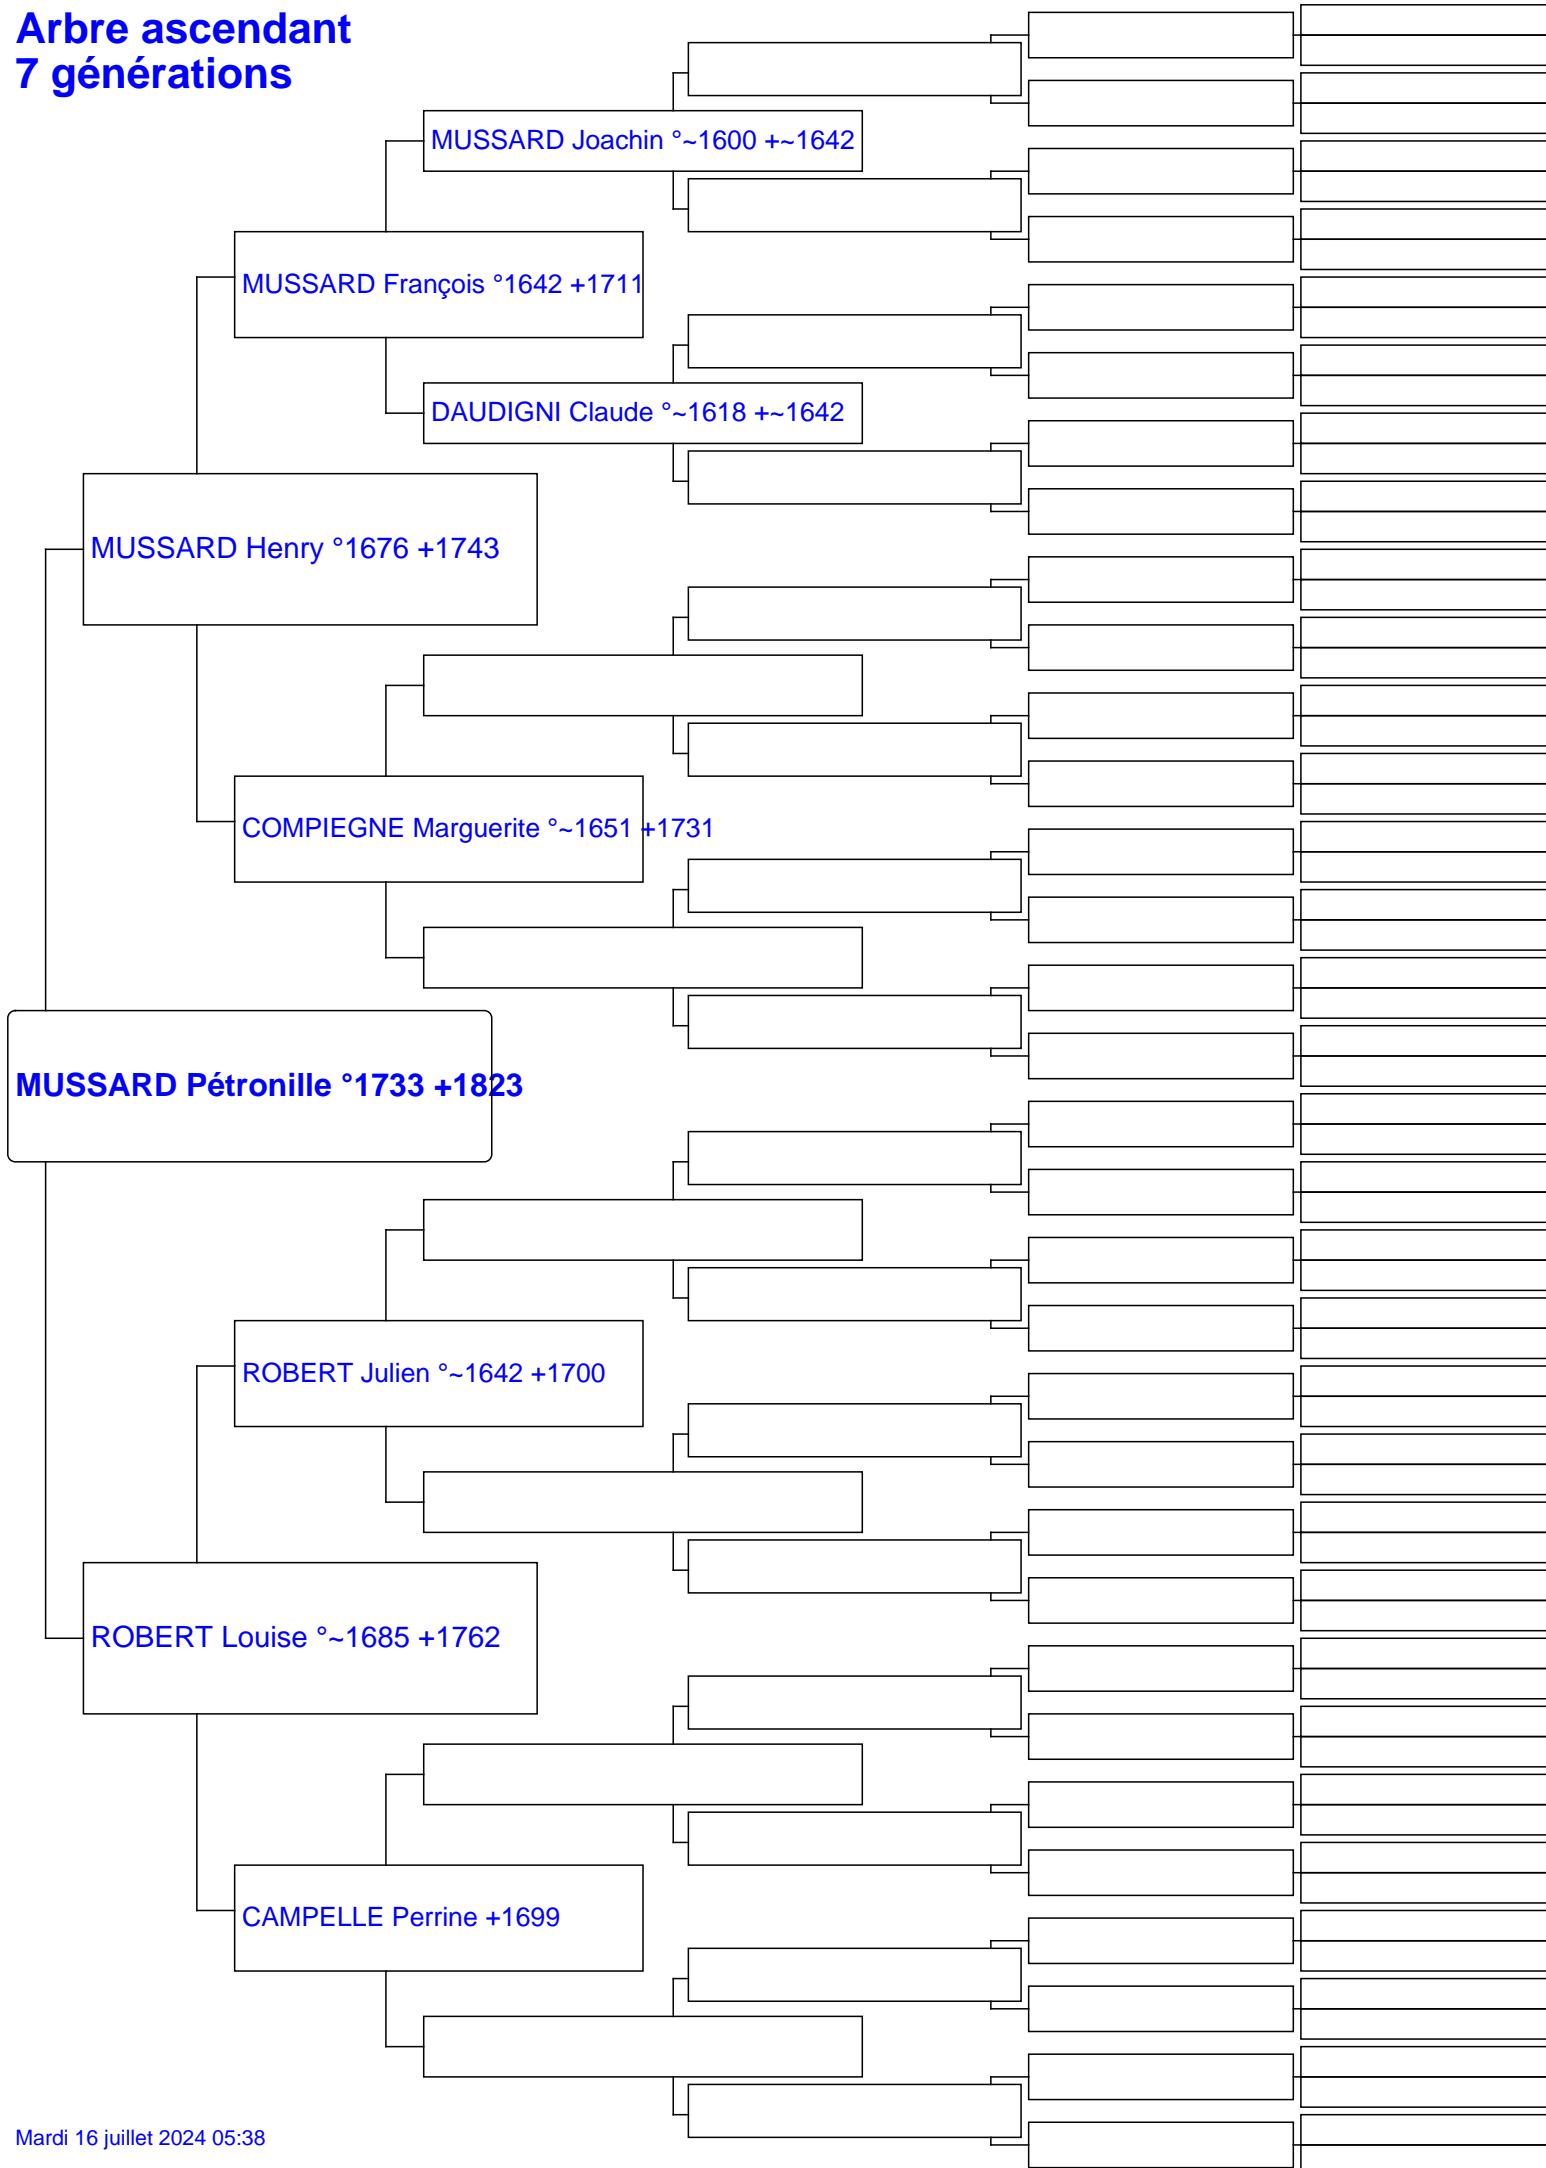 Arbre ascendant
7 générations
MUSSARD Joachin °~1600 +~1642
MUSSARD François °1642 +1711
DAUDIGNI Claude °~1618 +~1642
MUSSARD Henry °1676 +1743
COMPIEGNE Marguerite °~1651 +1731
MUSSARD Pétronille °1733 +1823
ROBERT Julien °~1642 +1700
ROBERT Louise °~1685 +1762
CAMPELLE Perrine +1699
Mardi 16 juillet 2024 05:38